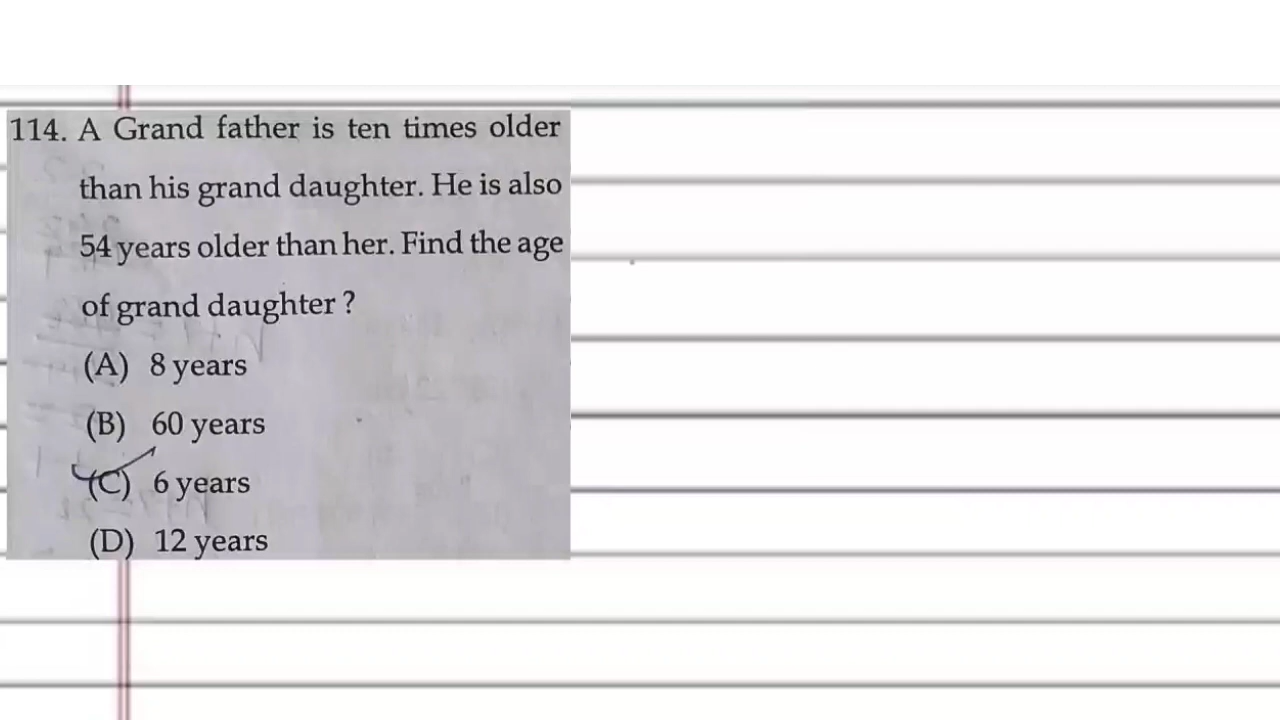 114. A Grand father is ten times older
than his grand daughter. He is also
54 years older than her. Find the age
of grand daughter ?
(A) 8 years
(B) 60 years
(C) 6 years
(D) 12 years